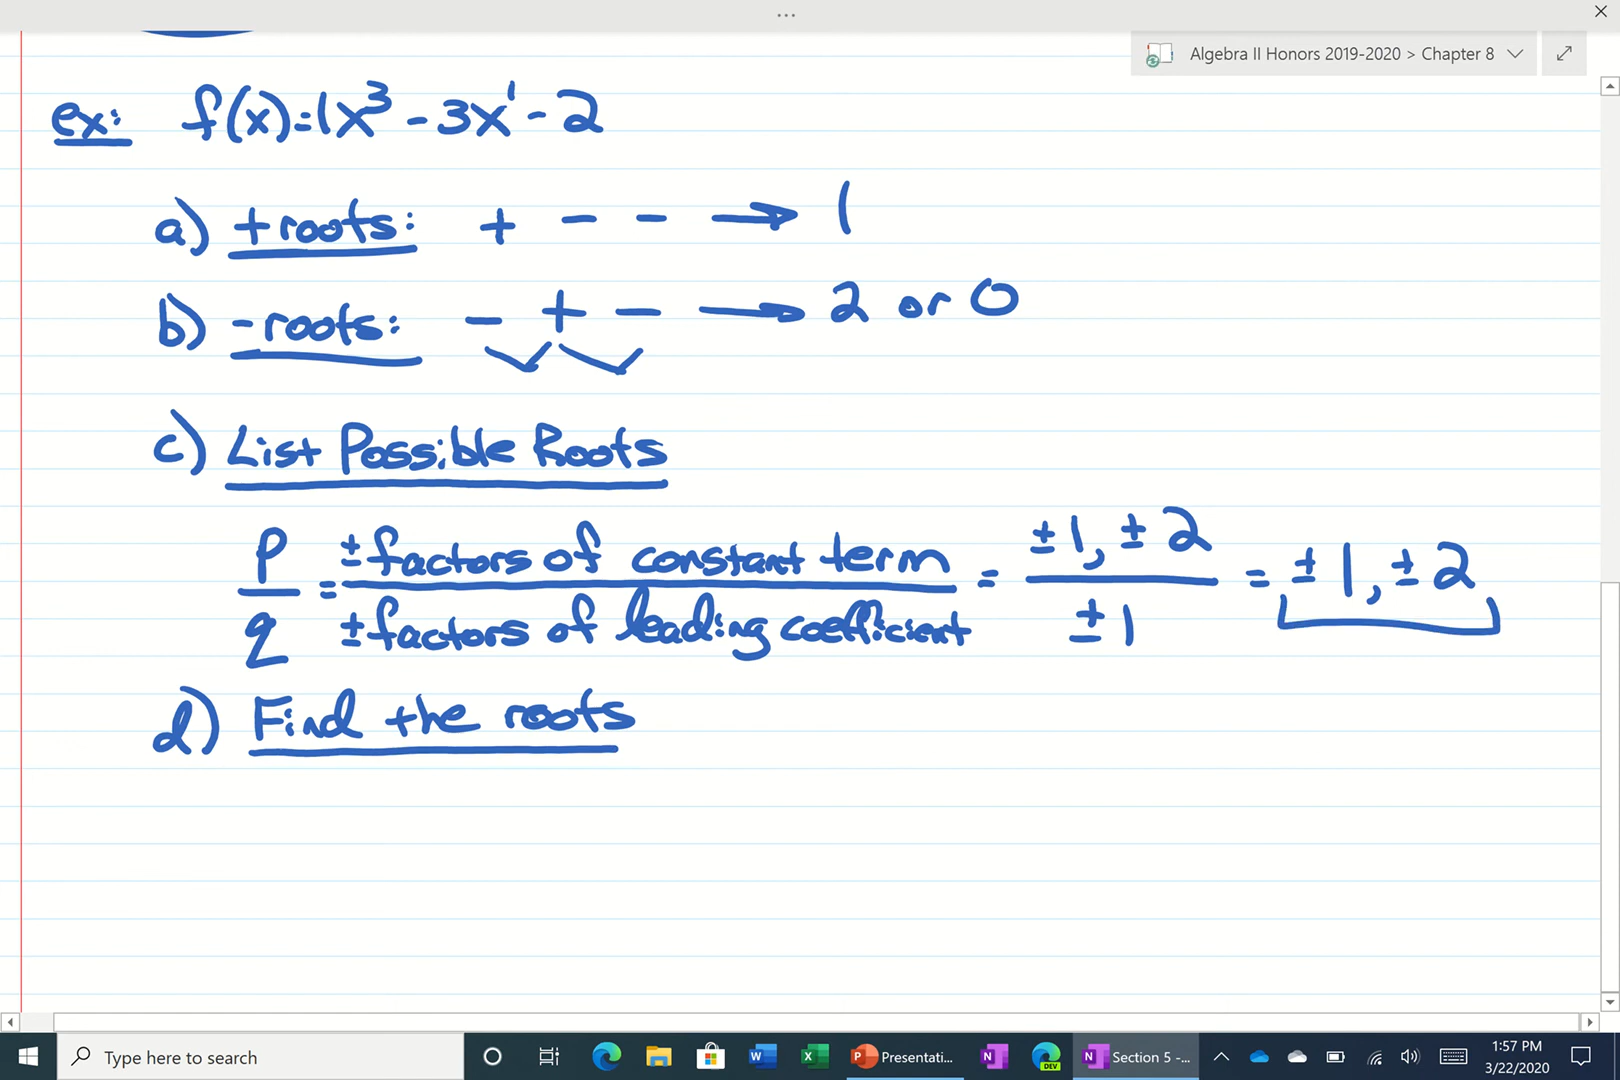 Algebra II Honors 2019-2020 > Chapter 8
ex: f(x)=1x³ - 3x¹ - 2
a) +roots: + - - → 1
b) -roots: - + - → 2 or 0
c) List Possible Roots
p/q = ±factors of constant term / ±factors of leading coefficient = ±1, ±2 / ±1 = ±1, ±2
d) Find the roots
Type here to search
Presentati...
DEV
Section 5 -...
1:57 PM
3/22/2020